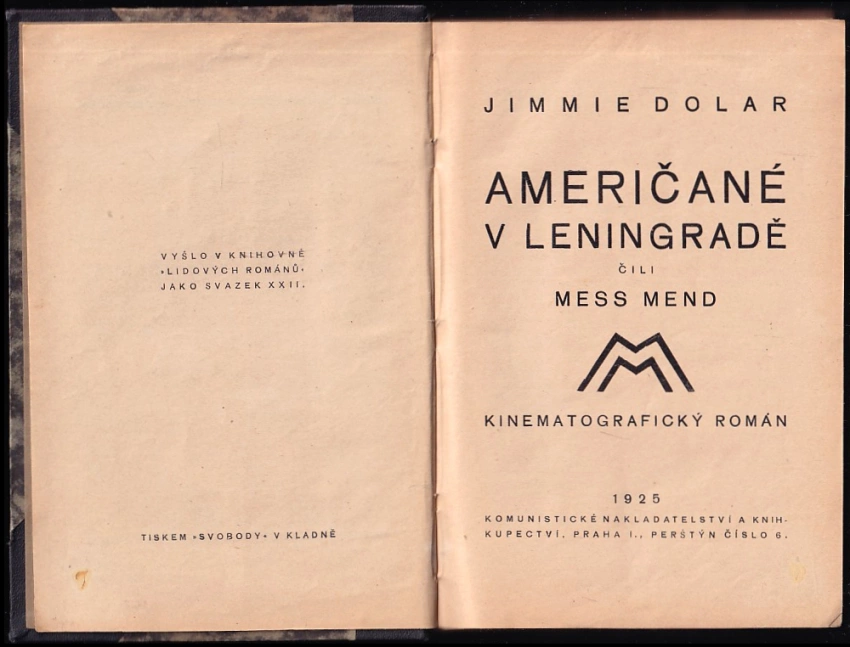 VYŠLO V KNIHOVNĚ
»LIDOVÝCH ROMÁNŮ«
JAKO SVAZEK XXII.
TISKEM »SVOBODY« V KLADNĚ
JIMMIE DOLAR
AMERIČANÉ
V LENINGRADĚ
ČILI
MESS MEND
MM
KINEMATOGRAFICKÝ ROMÁN
1925
KOMUNISTICKÉ NAKLADATELSTVÍ A KNIH-
KUPECTVÍ. PRAHA I., PERŠTÝN ČÍSLO 6.